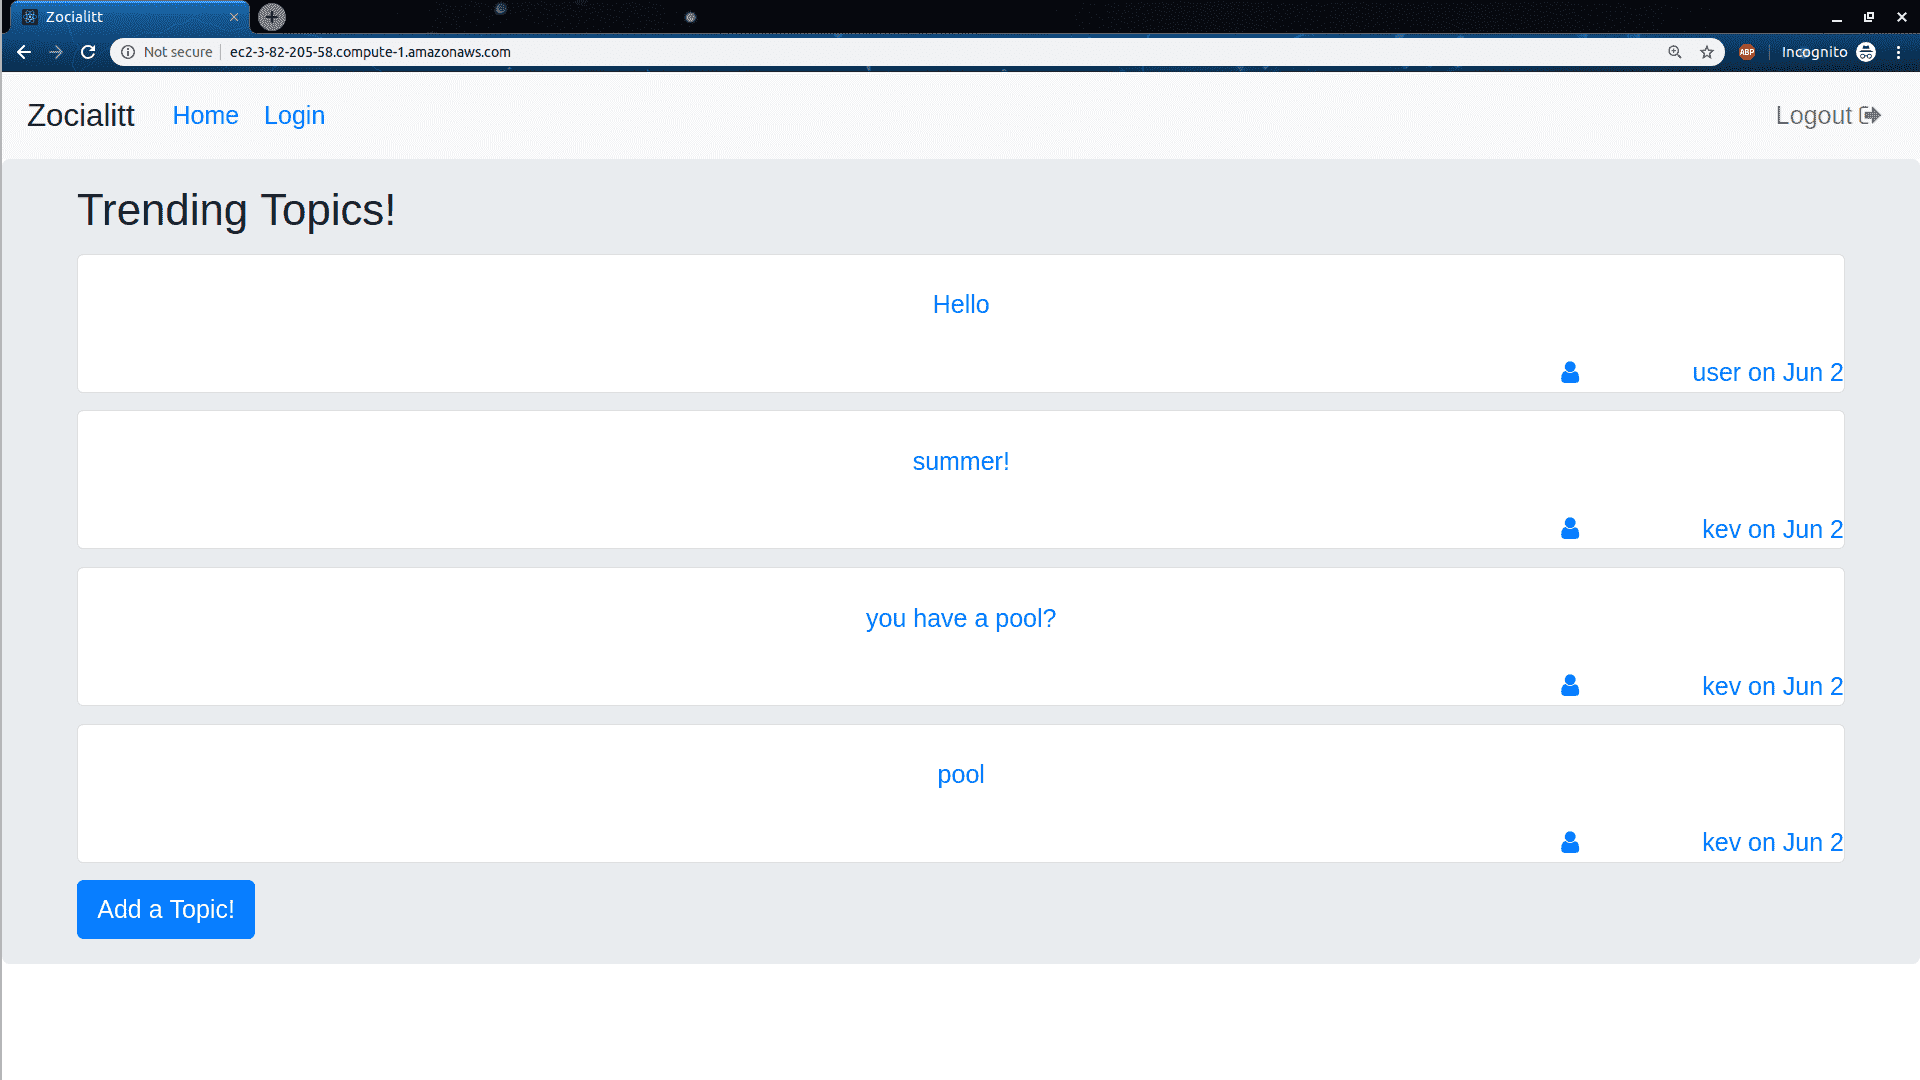 Zocialitt
Not secure ec2-3-82-205-58.compute-1.amazonaws.com ABP Incognito
Zocialitt Home Login Logout
Trending Topics!
Hello
user on Jun 2
summer!
kev on Jun 2
you have a pool?
kev on Jun 2
pool
kev on Jun 2
Add a Topic!